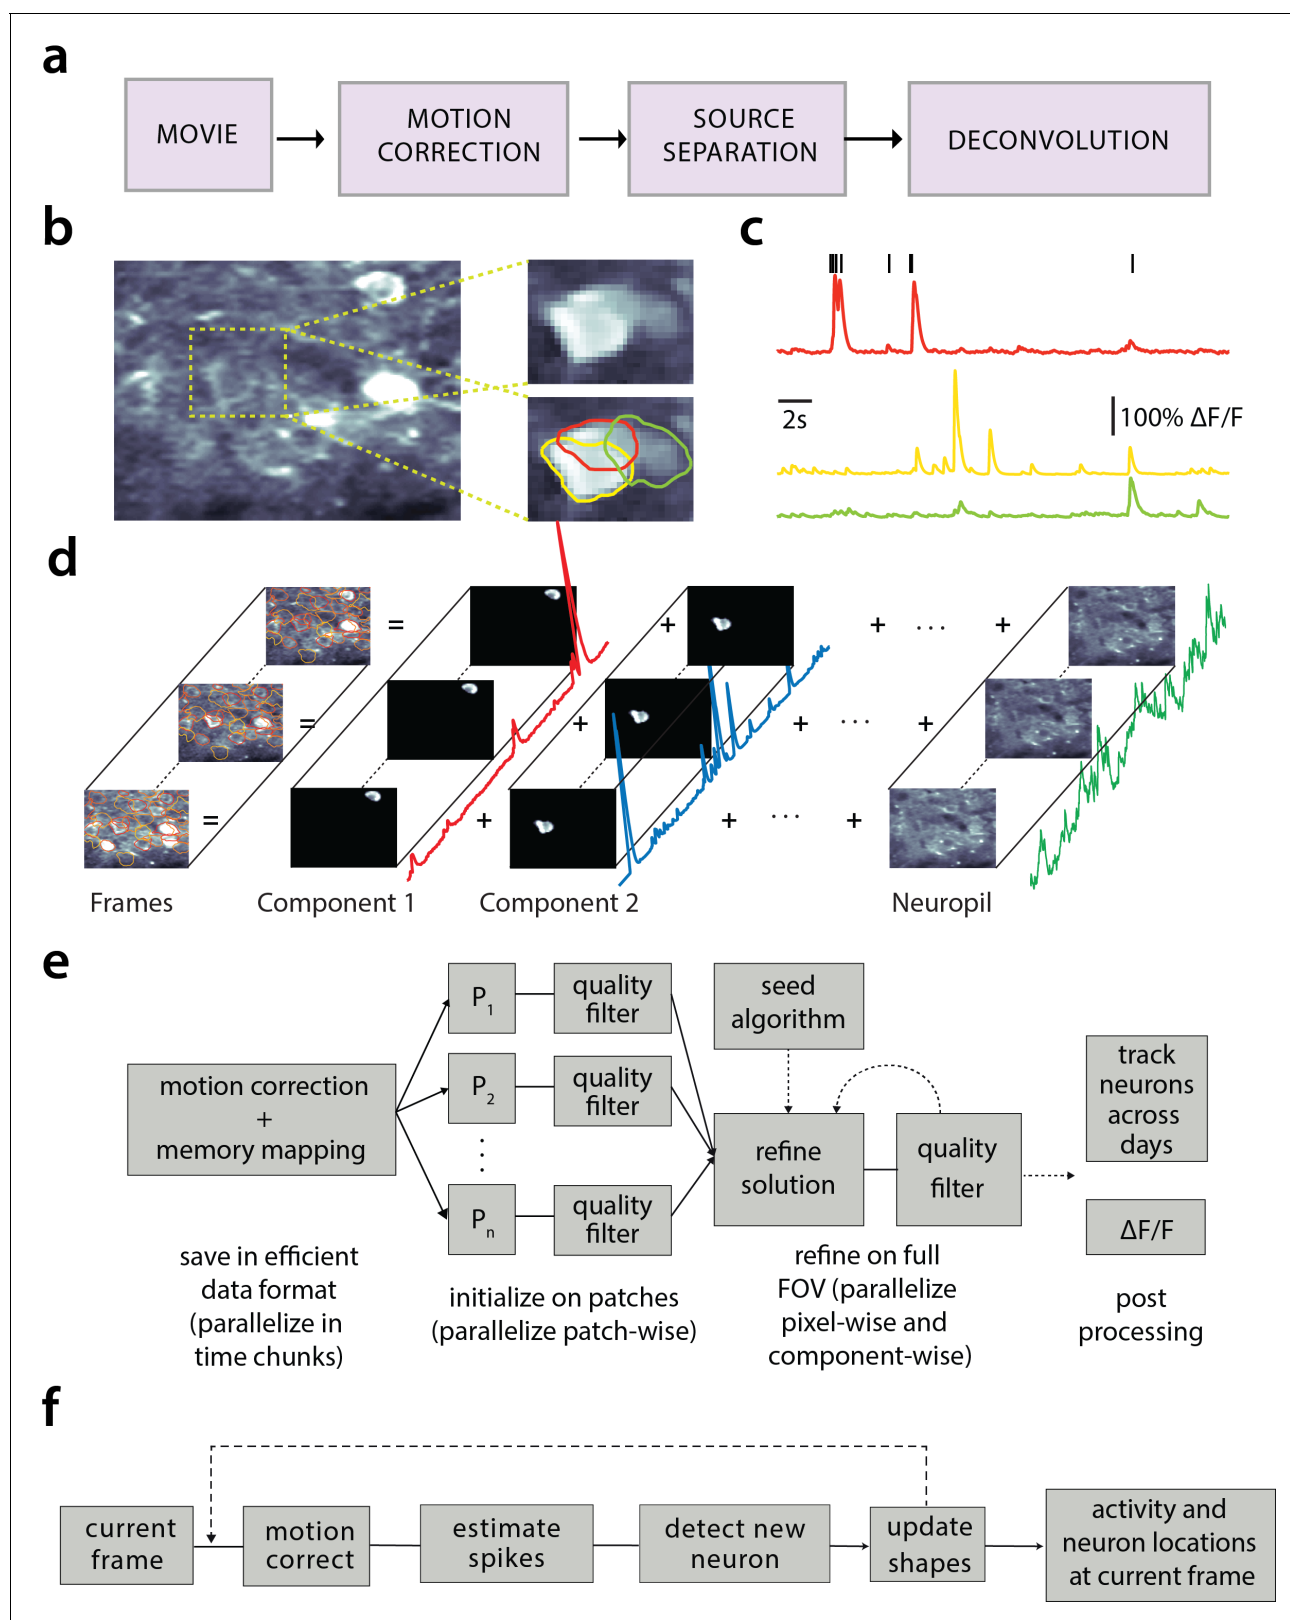 a
MOVIE
MOTION
CORRECTION
SOURCE
SEPARATION
DECONVOLUTION
b
c
2s
100% ΔF/F
d
= + + ... +
= + + ... +
= + + ... +
Frames
Component 1
Component 2
Neuropil
e
motion correction
+
memory mapping
save in efficient
data format
(parallelize in
time chunks)
P1
quality
filter
P2
quality
filter
⋮
Pn
quality
filter
initialize on patches
(parallelize patch-wise)
seed
algorithm
refine
solution
quality
filter
refine on full
FOV (parallelize
pixel-wise and
component-wise)
track
neurons
across
days
ΔF/F
post
processing
f
current
frame
motion
correct
estimate
spikes
detect new
neuron
update
shapes
activity and
neuron locations
at current frame